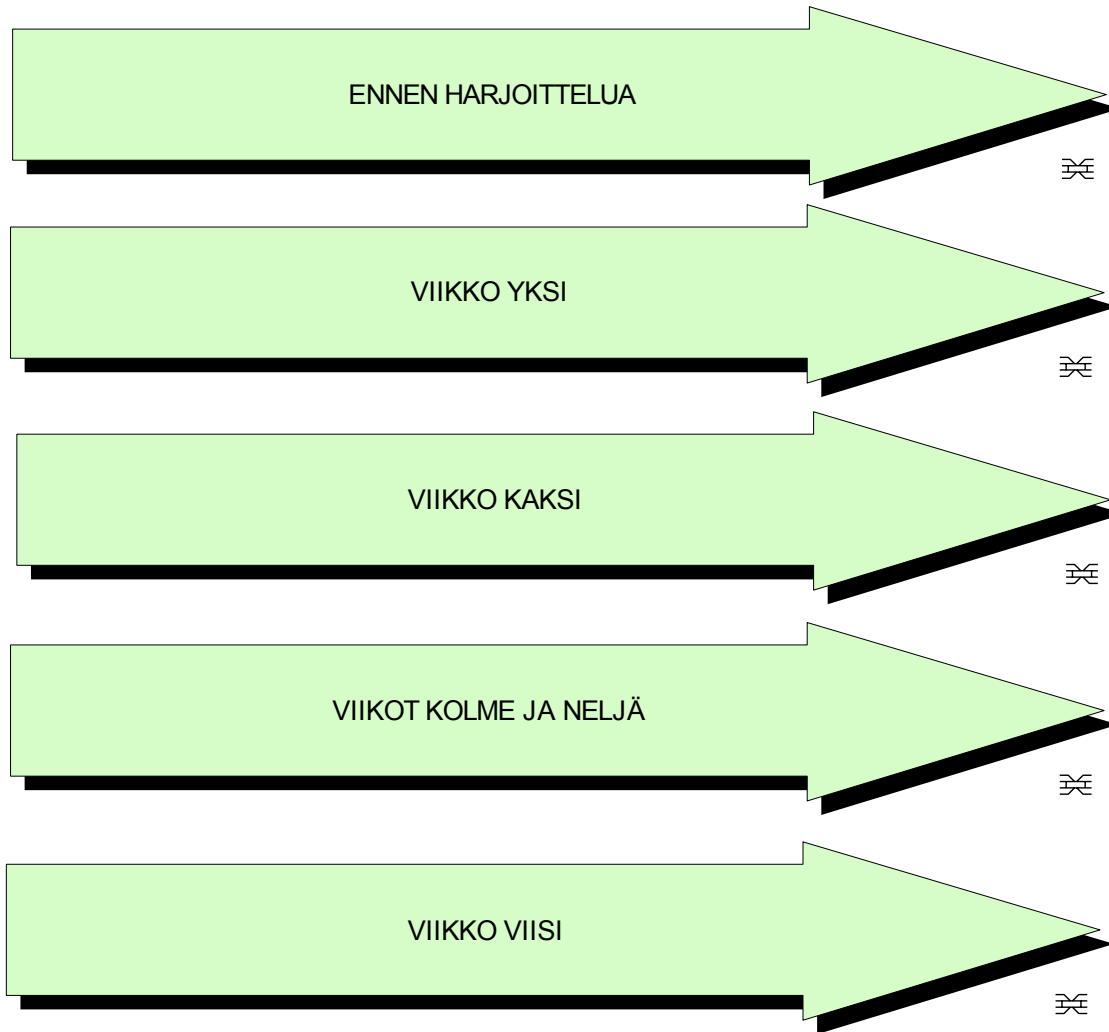 ENNEN HARJOITTELUA
VIIKKO YKSI
VIIKKO KAKSI
VIIKOT KOLME JA NELJÄ
VIIKKO VIISI